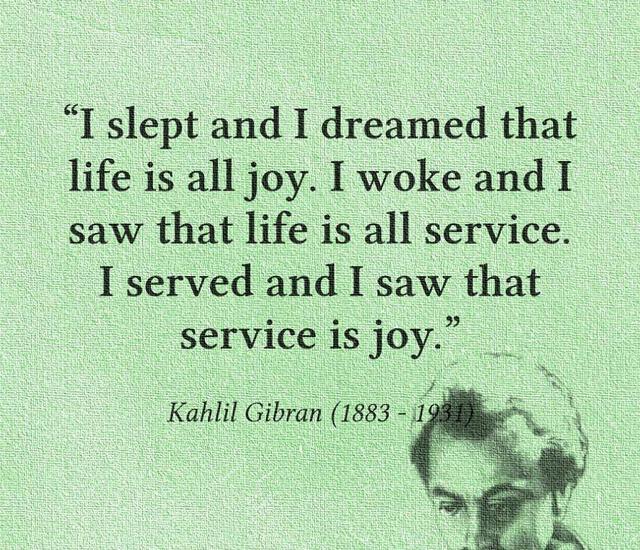 “I slept and I dreamed that
life is all joy. I woke and I
saw that life is all service.
I served and I saw that
service is joy.”
Kahlil Gibran (1883 - 1931)